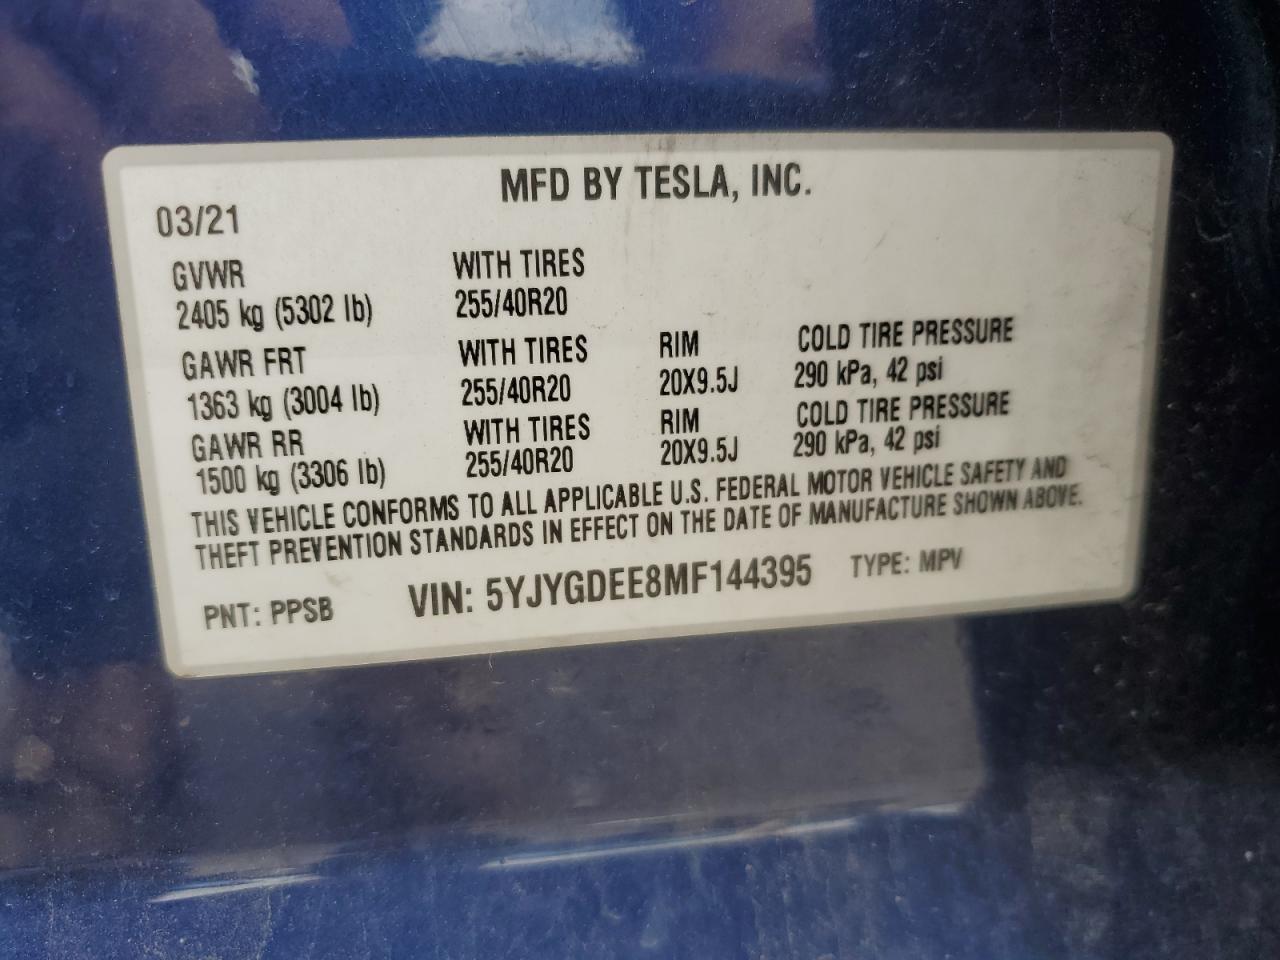 MFD BY TESLA, INC.
03/21
GVWR WITH TIRES
2405 kg (5302 lb) 255/40R20
GAWR FRT WITH TIRES RIM COLD TIRE PRESSURE
1363 kg (3004 lb) 255/40R20 20X9.5J 290 kPa, 42 psi
GAWR RR WITH TIRES RIM COLD TIRE PRESSURE
1500 kg (3306 lb) 255/40R20 20X9.5J 290 kPa, 42 psi
THIS VEHICLE CONFORMS TO ALL APPLICABLE U.S. FEDERAL MOTOR VEHICLE SAFETY AND
THEFT PREVENTION STANDARDS IN EFFECT ON THE DATE OF MANUFACTURE SHOWN ABOVE.
PNT: PPSB VIN: 5YJYGDEE8MF144395 TYPE: MPV